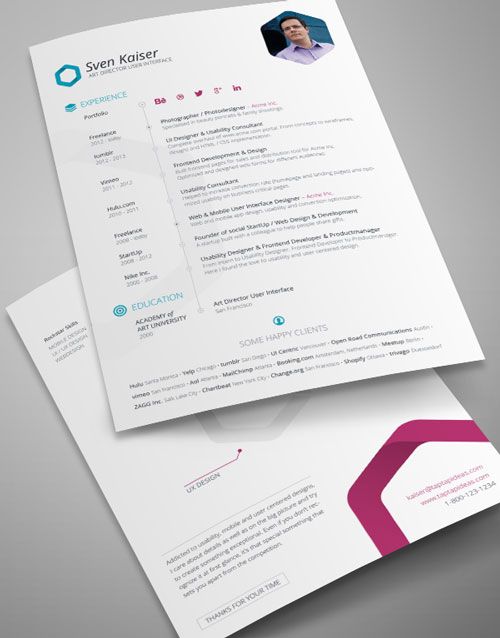 Sven Kaiser
ART DIRECTOR USER INTERFACE
EXPERIENCE
Bē
in
Portfolio
Photographer / Photodesigner - Acme Inc.
Specialised in beauty portraits & family shootings.
Freelance
2012 - today
UI Designer & Usability Consultant
Complete overhaul of www.acme.com portal. From concepts to wireframes,
design and HTML / CSS implementation.
tumblr
2012 - 2013
Frontend Development & Design
Built frontend pages for sales and distribution tool for Acme Inc.
Optimized and designed web forms for different audiences.
Vimeo
2011 - 2012
Usability Consultant
Helped to increase convertion rate (homepage and landing pages) and opti-
mized usability on business critical pages.
Hulu.com
2010 - 2011
Web & Mobile User Interface Designer - Acme Inc.
Web and mobile app design, usability and convertion optimization.
Freelance
2008 - today
Founder of social StartUp / Web Design & Development
A startup built with a colleague to help people share gifts.
StartUp
2008 - 2012
Usability Designer & Frontend Developer & Productmanager
From intern to Usability Designer, Frontend Developer to Productmanager.
Here I found the love to usability and user centered design.
Nike Inc.
2000 - 2008
EDUCATION
ACADEMY of
ART UNIVERSITY
2000
Art Director User Interface
San Francisco
SOME HAPPY CLIENTS
Hulu Santa Monica - Yelp Chicago - tumblr San Diego - UI Centric Vancouver - Open Road Communications Austin -
vimeo San Francisco - Aol Atlanta - MailChimp Atlanta - Booking.com Amsterdam, Netherlands - Meetup Berlin -
ZAGG Inc. Salt Lake City - Chartbeat New York City - Change.org San Francisco - Shopify Ottawa - trivago Duesseldorf
Rockstar Skills
MOBILE DESIGN
UI / UX DESIGN
WEBDESIGN
UX DESIGN
kaiser@taptapideas.com
www.taptapideas.com
1-800-123-1234
Addicted to usability, mobile and user centered designs,
I care about details as well as on the big picture and try
to create something exceptional. Even if you don't rec-
ognize it at first glance, it's that special something that
sets you apart from the competition.
THANKS FOR YOUR TIME